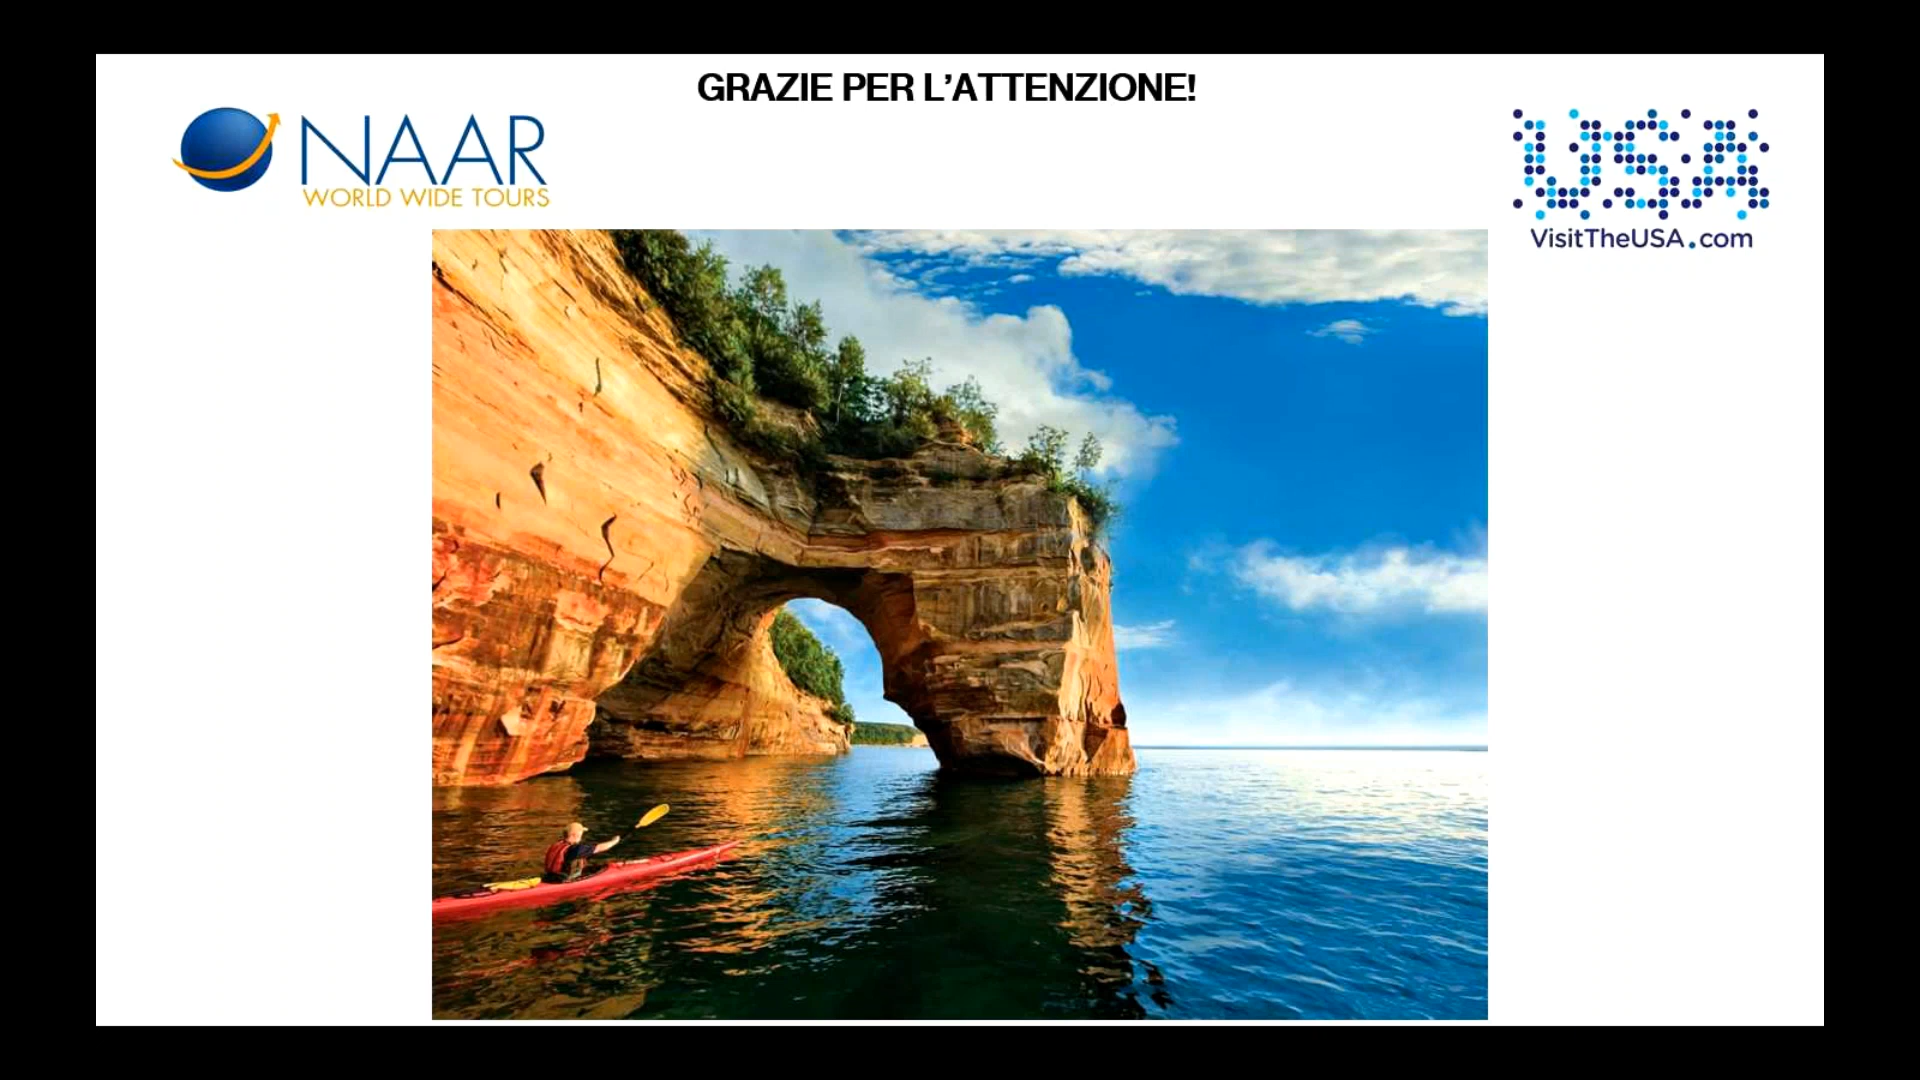 GRAZIE PER L’ATTENZIONE!
NAAR
WORLD WIDE TOURS
USA
VisitTheUSA.com